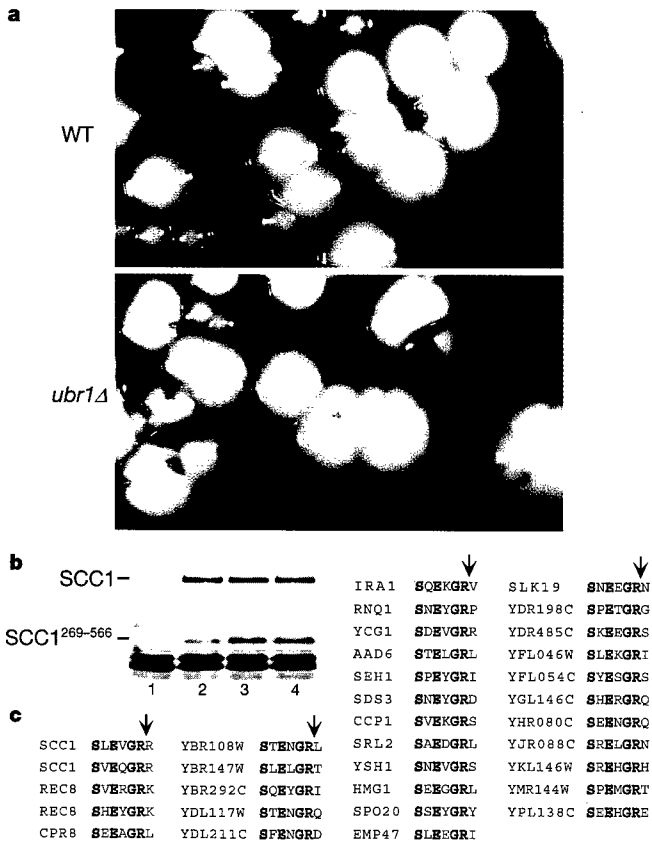 a
WT
ubr1Δ
b
SCC1
SCC1269–566
1 2 3 4
c
SCC1 SLEVGRR YBR108W STENGRL
SCC1 SVEQGRR YBR147W SLELGRT
REC8 SVERGRK YBR292C SQEYGRI
REC8 SHEYGRK YDL117W STENGRQ
CPR8 SEEAGRL YDL211C SFENGRD
IRA1 SQEKGRV SLK19 SNEEGRN
RNQ1 SNEYGRP YDR198C SPETGRG
YCG1 SDEVGRR YDR485C SKEEGRS
AAD6 STELGRL YFL046W SLEKGRI
SEH1 SPEYGRI YFL054C SYESGRG
SDS3 SNEYGRD YGL146C SHERGRQ
CCP1 SVEKGRS YHR080C SEENGRQ
SRL2 SAEDGRL YJR088C SRELGRN
YSH1 SNEVGRS YKL146W SREHGRH
HMG1 SEEGGRL YMR144W SPEMGRT
SPO20 SSEYGRY YPL138C SEEHGRE
EMP47 SLEEGRI